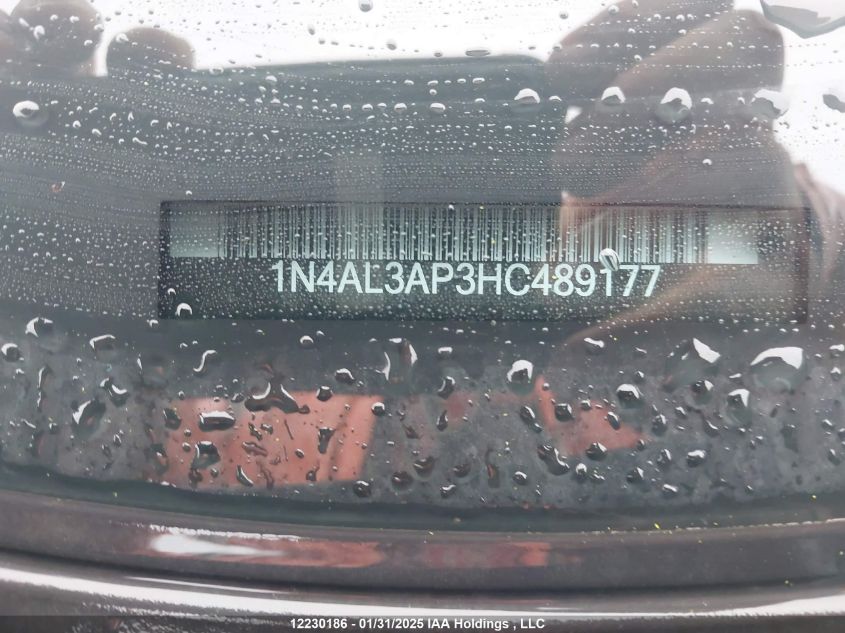 1N4AL3AP3HC489177
12230186 - 01/31/2025 IAA Holdings , LLC